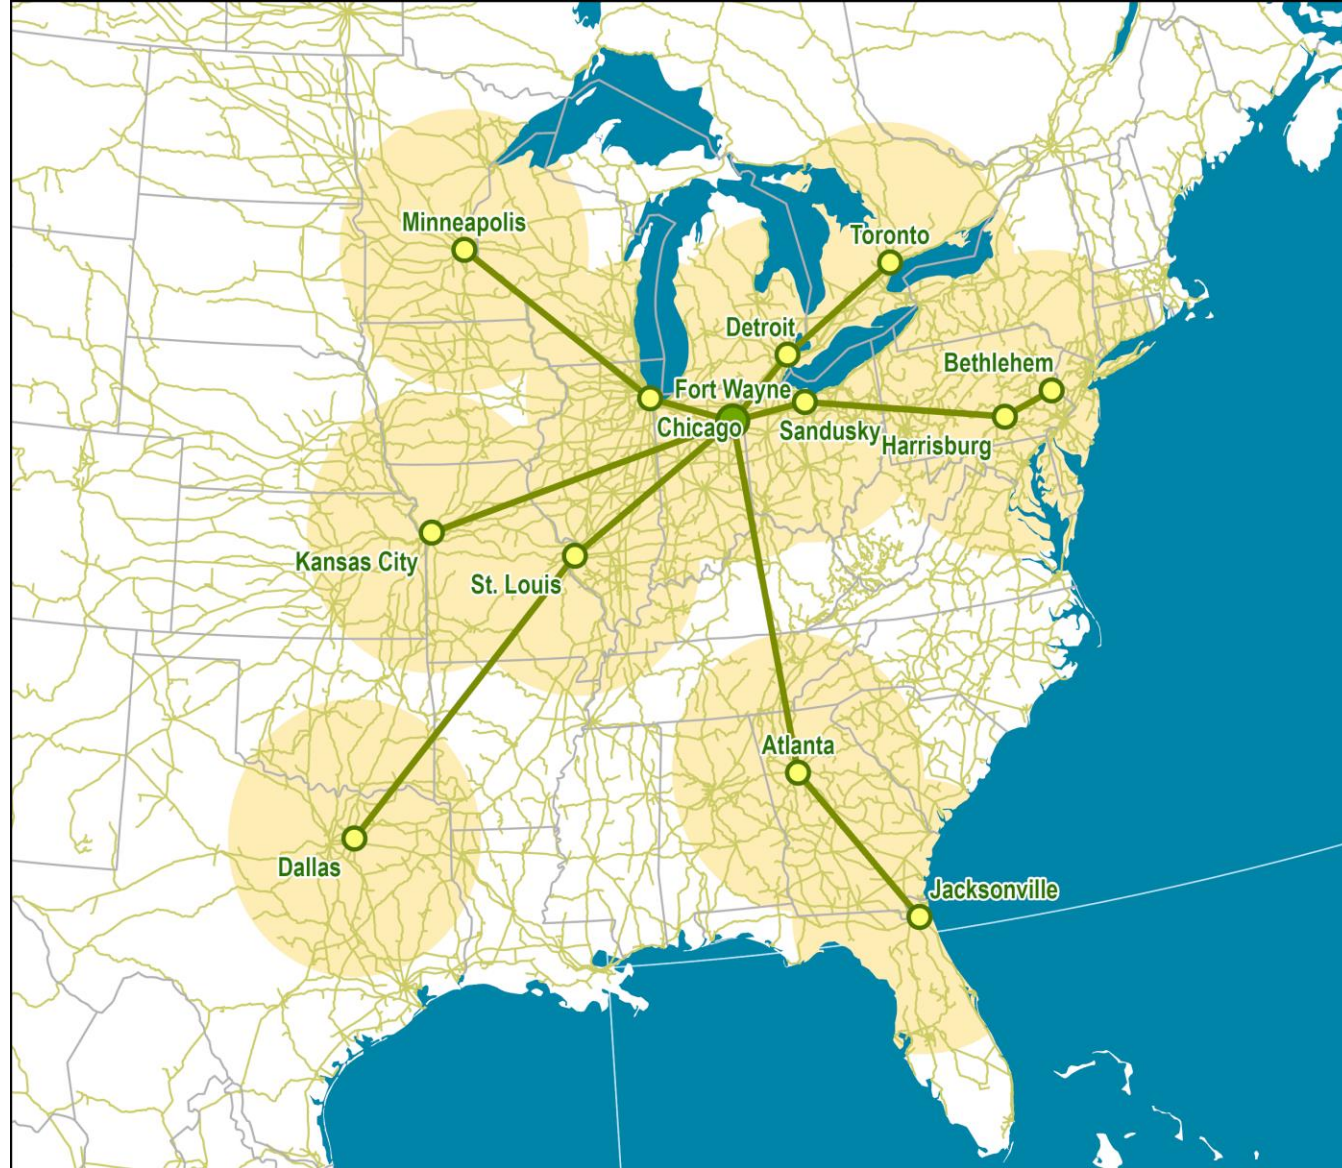 Minneapolis
Toronto
Detroit
Bethlehem
Fort Wayne
Chicago
Sandusky
Harrisburg
Kansas City
St. Louis
Atlanta
Dallas
Jacksonville